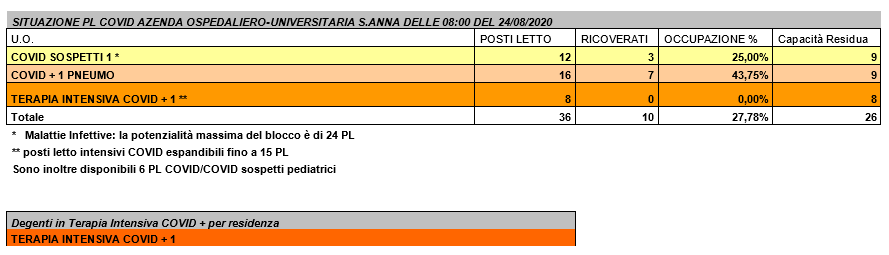 SITUAZIONE PL COVID AZENDA OSPEDALIERO-UNIVERSITARIA S.ANNA DELLE 08:00 DEL 24/08/2020
U.O. POSTI LETTO RICOVERATI OCCUPAZIONE % Capacità Residua
COVID SOSPETTI 1 * 12 3 25,00% 9
COVID + 1 PNEUMO 16 7 43,75% 9
TERAPIA INTENSIVA COVID + 1 ** 8 0 0,00% 8
Totale 36 10 27,78% 26
* Malattie Infettive: la potenzialità massima del blocco è di 24 PL
** posti letto intensivi COVID espandibili fino a 15 PL
Sono inoltre disponibili 6 PL COVID/COVID sospetti pediatrici
Degenti in Terapia Intensiva COVID + per residenza
TERAPIA INTENSIVA COVID + 1